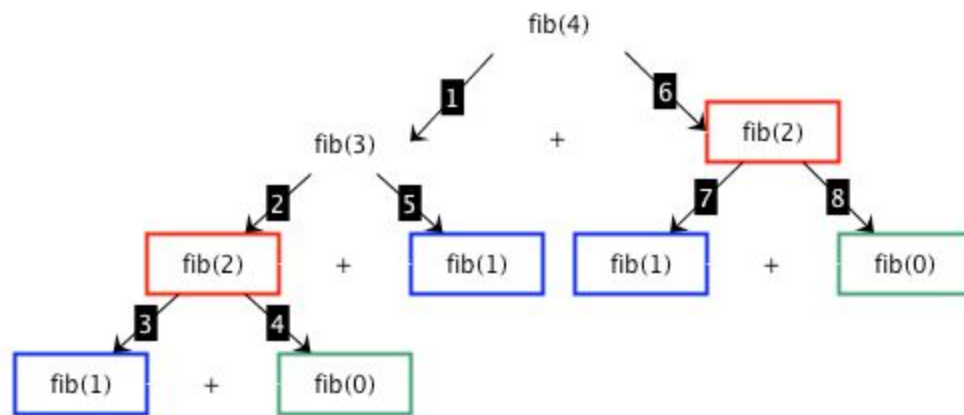 fib(4)
1
6
fib(3)
+
fib(2)
2
5
7
8
fib(2)
+
fib(1)
fib(1)
+
fib(0)
3
4
fib(1)
+
fib(0)